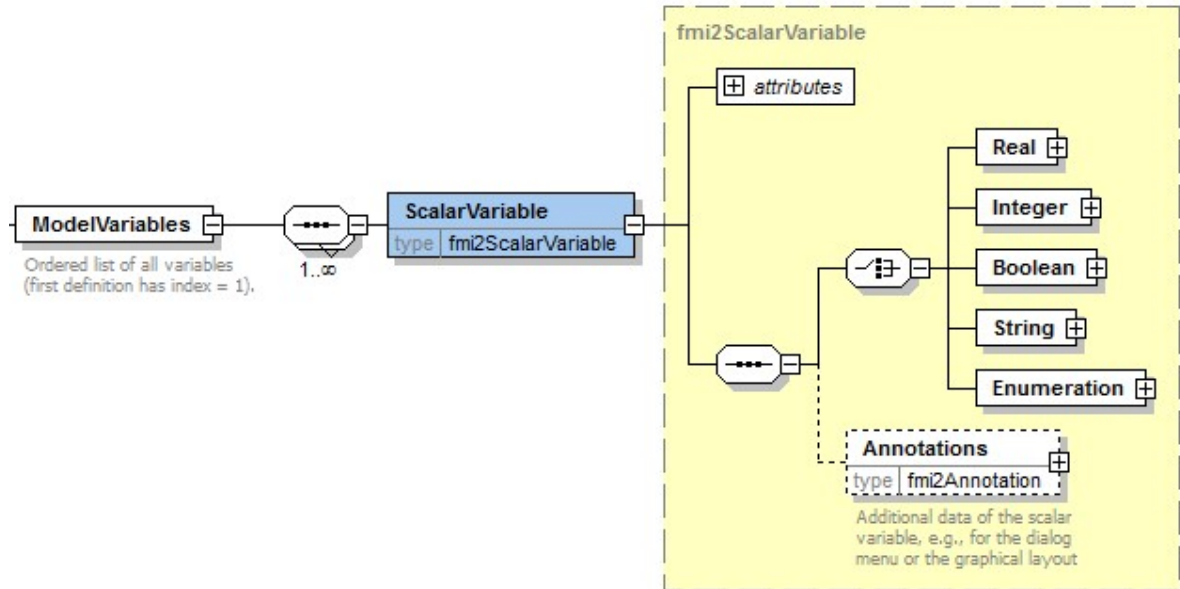 fmi2ScalarVariable
attributes
Real
Integer
Boolean
String
Enumeration
ModelVariables
Ordered list of all variables
(first definition has index = 1).
1..∞
ScalarVariable
type fmi2ScalarVariable
Annotations
type fmi2Annotation
Additional data of the scalar
variable, e.g., for the dialog
menu or the graphical layout